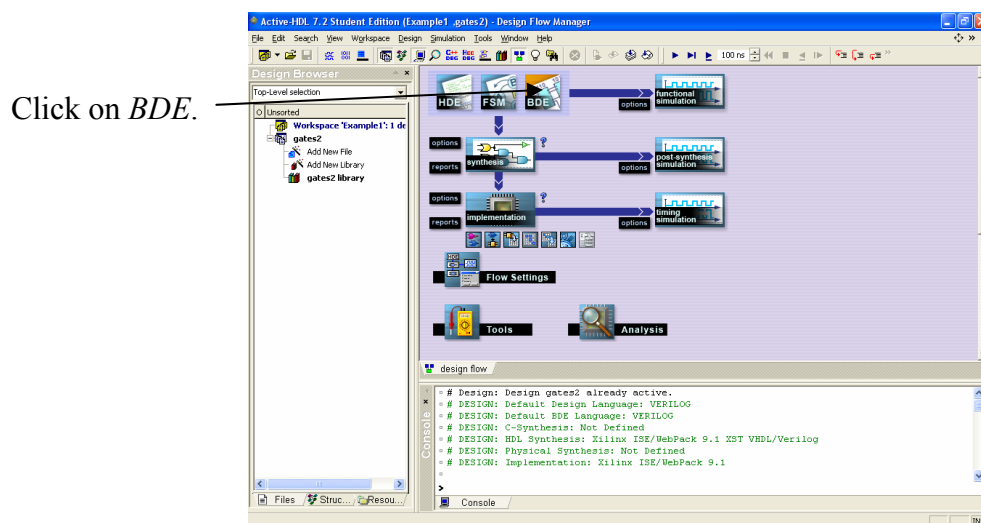 Click on BDE.
Active-HDL 7.2 Student Edition (Example1 ,gates2) - Design Flow Manager
File Edit Search View Workspace Design Simulation Tools Window Help
100 ns
Design Browser
Top-Level selection
Unsorted
Workspace 'Example1': 1 de
gates2
Add New File
Add New Library
gates2 library
Files
Struc...
Resou...
HDE FSM BDE
options
functional simulation
options
reports
synthesis
options
post-synthesis simulation
options
reports
implementation
options
timing simulation
Flow Settings
Tools
Analysis
design flow
Console
# Design: Design gates2 already active.
# DESIGN: Default Design Language: VERILOG
# DESIGN: Default BDE Language: VERILOG
# DESIGN: C-Synthesis: Not Defined
# DESIGN: HDL Synthesis: Xilinx ISE/WebPack 9.1 XST VHDL/Verilog
# DESIGN: Physical Synthesis: Not Defined
# DESIGN: Implementation: Xilinx ISE/WebPack 9.1
>
Console